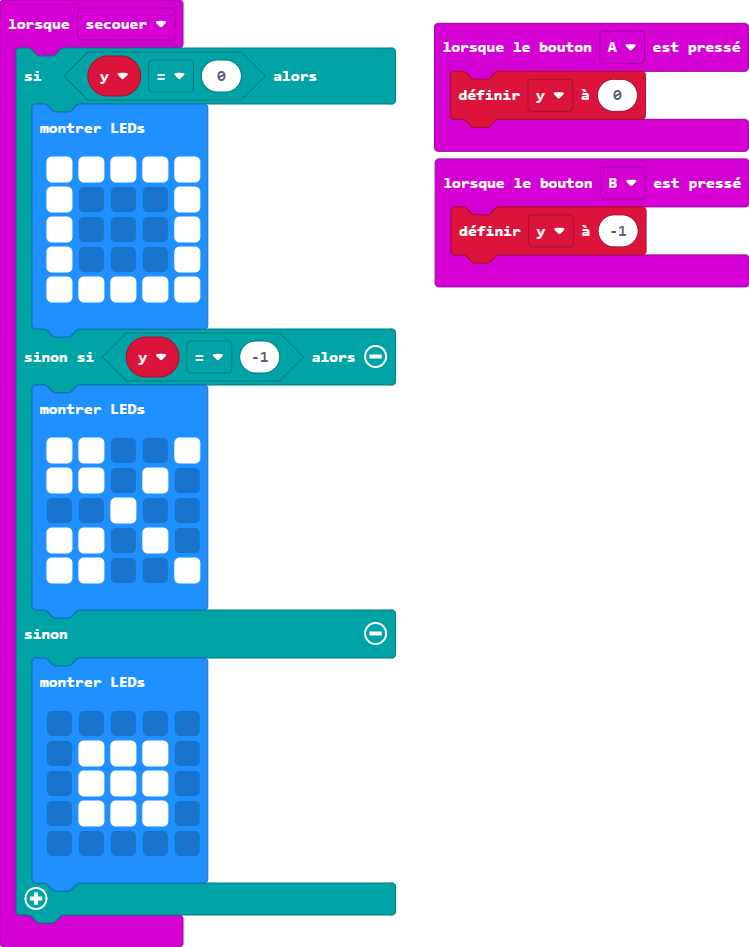 lorsque secouer
si y = 0 alors
montrer LEDs
sinon si y = -1 alors
montrer LEDs
sinon
montrer LEDs
lorsque le bouton A est pressé
définir y à 0
lorsque le bouton B est pressé
définir y à -1